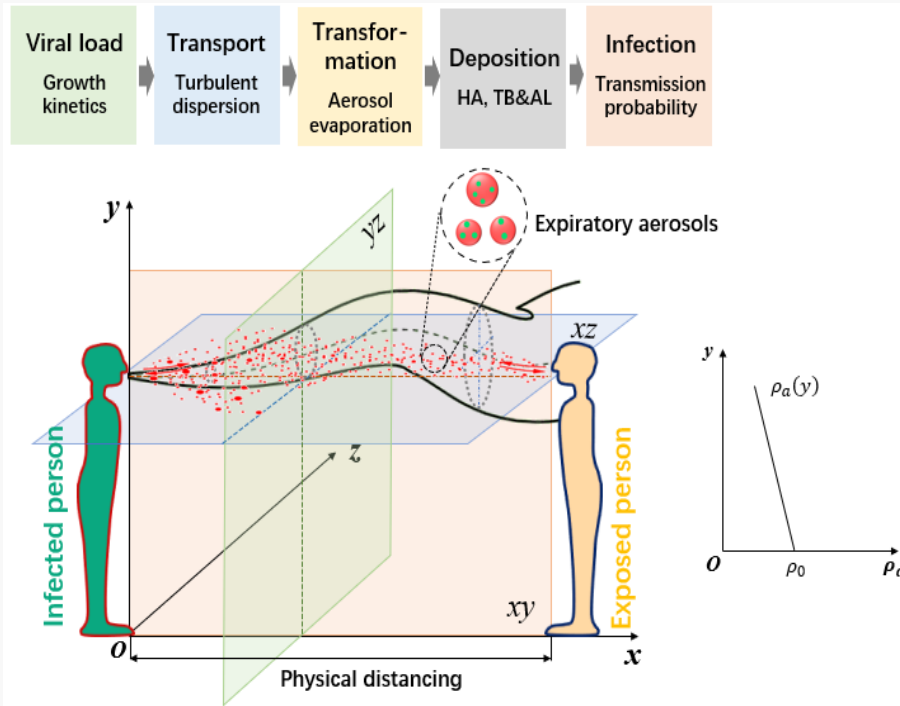 Viral load
Growth
kinetics
Transport
Turbulent
dispersion
Transfor-
mation
Aerosol
evaporation
Deposition
HA, TB&AL
Infection
Transmission
probability
y
yz
Expiratory aerosols
xz
z
Infected person
Exposed person
xy
O
x
Physical distancing
y
ρₐ(y)
O
ρ₀
ρₐ